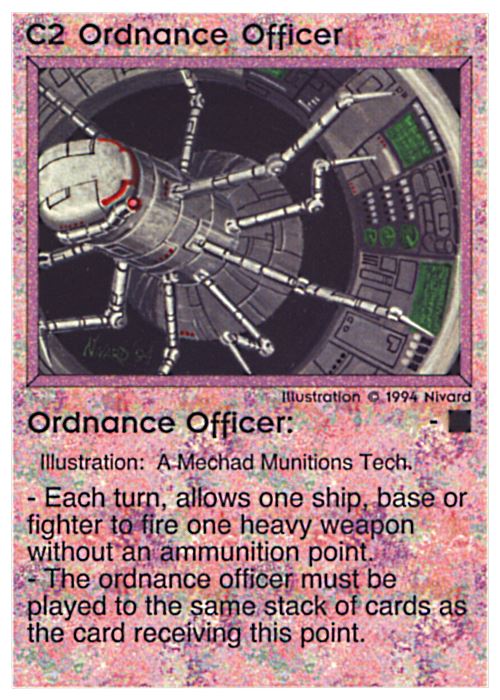 C2 Ordnance Officer
Nivard 94
Illustration © 1994 Nivard
Ordnance Officer: -
Illustration: A Mechad Munitions Tech.
- Each turn, allows one ship, base or
fighter to fire one heavy weapon
without an ammunition point.
- The ordnance officer must be
played to the same stack of cards as
the card receiving this point.